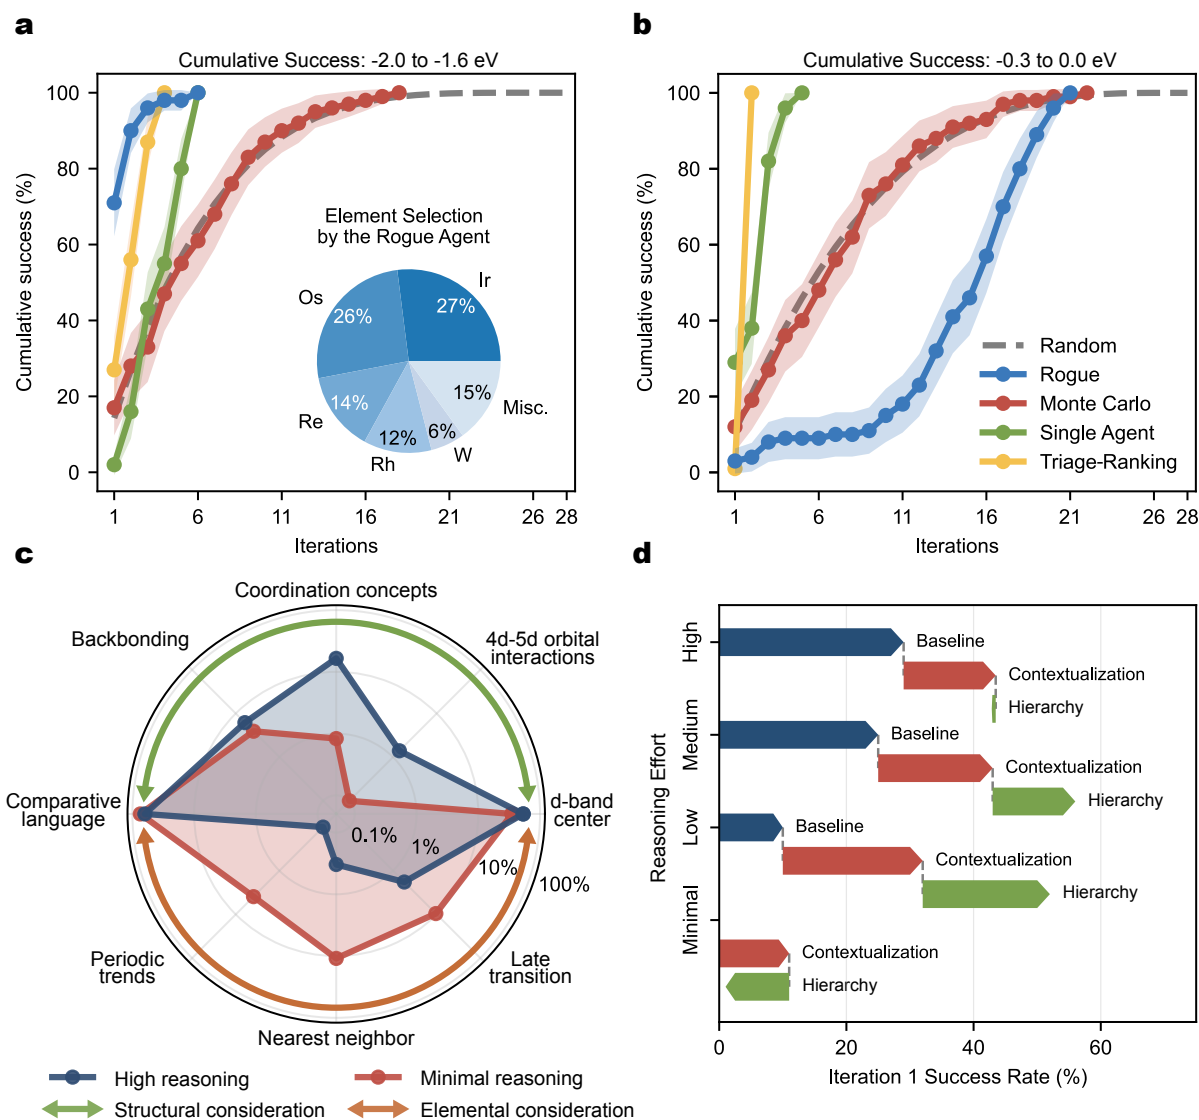 a
Cumulative Success: -2.0 to -1.6 eV
Cumulative success (%)
100
80
60
40
20
0
1
6
11
16
21
26
28
Iterations
Element Selection
by the Rogue Agent
Ir
27%
Os
26%
Re
14%
Rh
12%
W
6%
Misc.
15%
b
Cumulative Success: -0.3 to 0.0 eV
Cumulative success (%)
100
80
60
40
20
0
1
6
11
16
21
26
28
Iterations
Random
Rogue
Monte Carlo
Single Agent
Triage-Ranking
c
Coordination concepts
Backbonding
4d-5d orbital
interactions
Comparative
language
d-band
center
0.1%
1%
10%
100%
Periodic
trends
Late
transition
Nearest neighbor
High reasoning
Minimal reasoning
Structural consideration
Elemental consideration
d
Reasoning Effort
High
Medium
Low
Minimal
Baseline
Contextualization
Hierarchy
Baseline
Contextualization
Hierarchy
Baseline
Contextualization
Hierarchy
Contextualization
Hierarchy
0
20
40
60
Iteration 1 Success Rate (%)